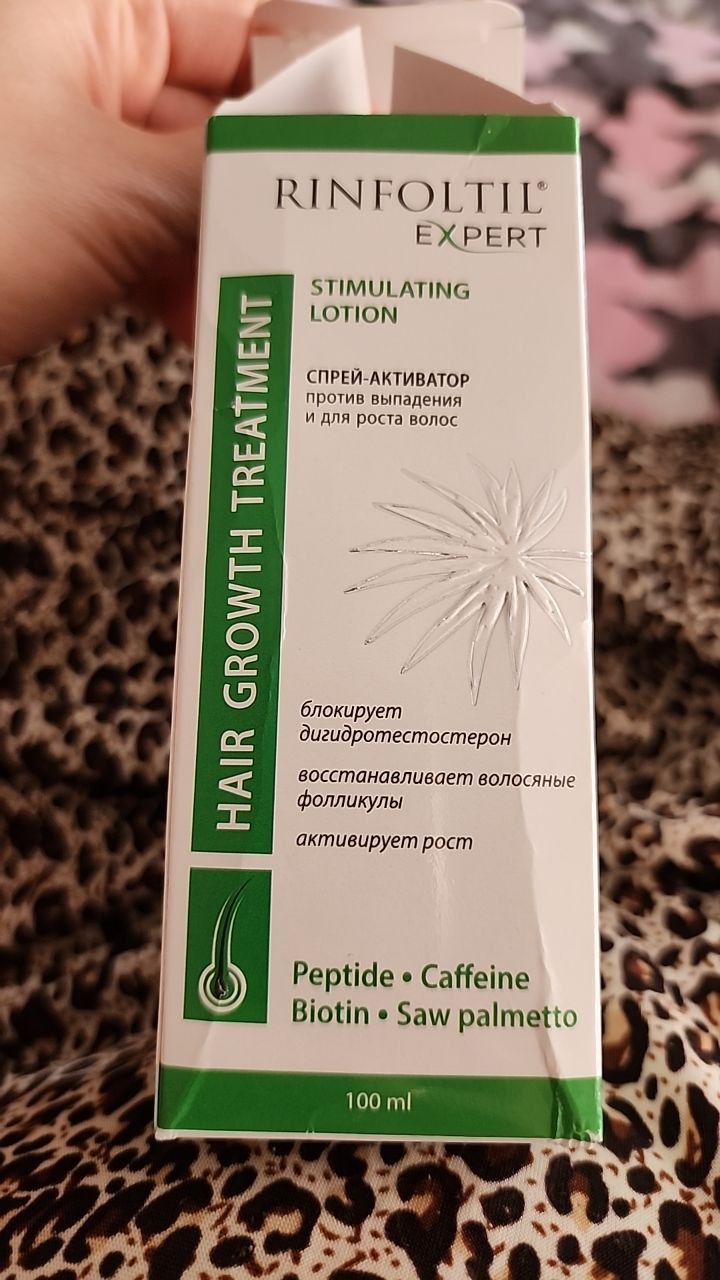 RINFOLTIL®
EXPERT
STIMULATING
LOTION
СПРЕЙ-АКТИВАТОР
против выпадения
и для роста волос
HAIR GROWTH TREATMENT
блокирует
дигидротестостерон
восстанавливает волосяные
фолликулы
активирует рост
Peptide • Caffeine
Biotin • Saw palmetto
100 ml